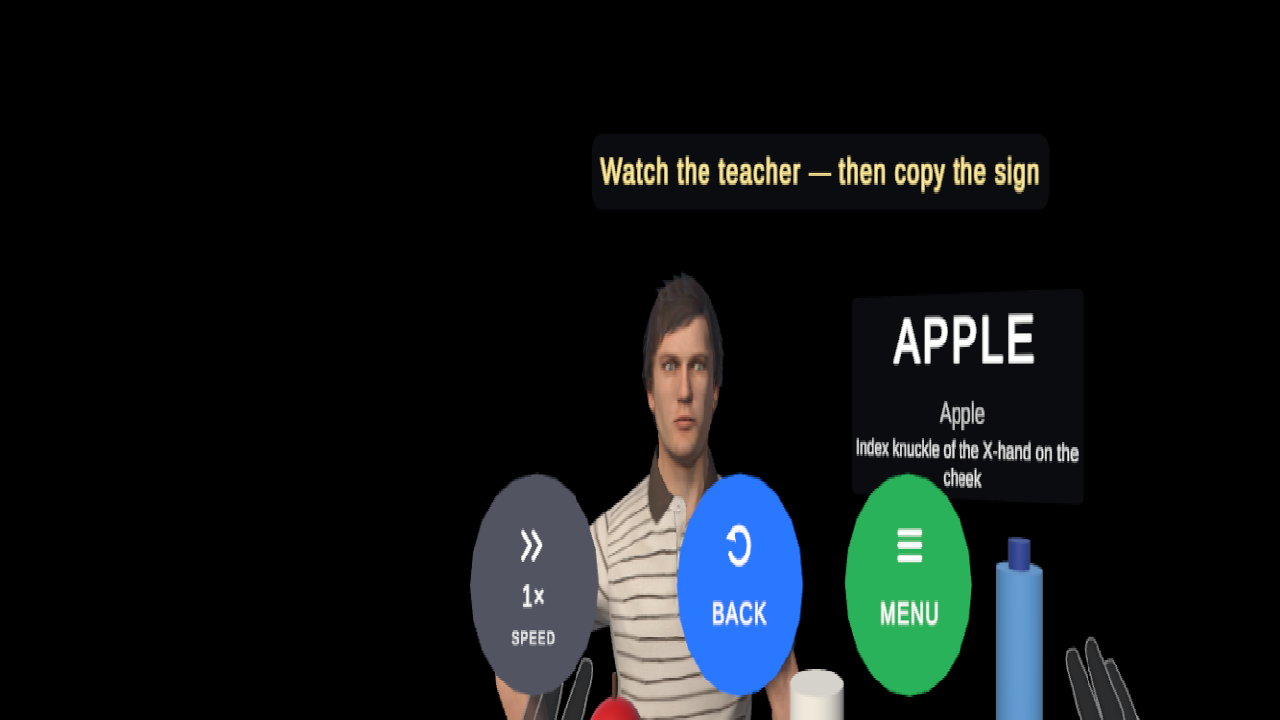 Watch the teacher — then copy the sign
APPLE
Apple
Index knuckle of the X-hand on the
cheek
1×
SPEED
BACK
MENU